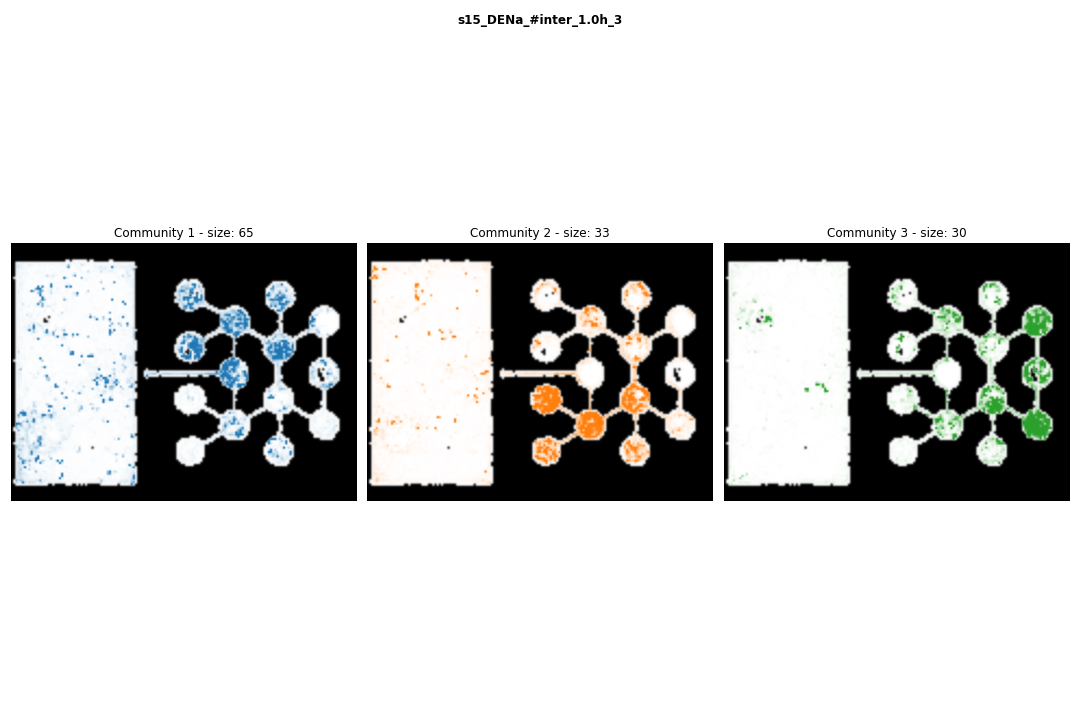 s15_DENa_#inter_1.0h_3
Community 1 - size: 65
Community 2 - size: 33
Community 3 - size: 30